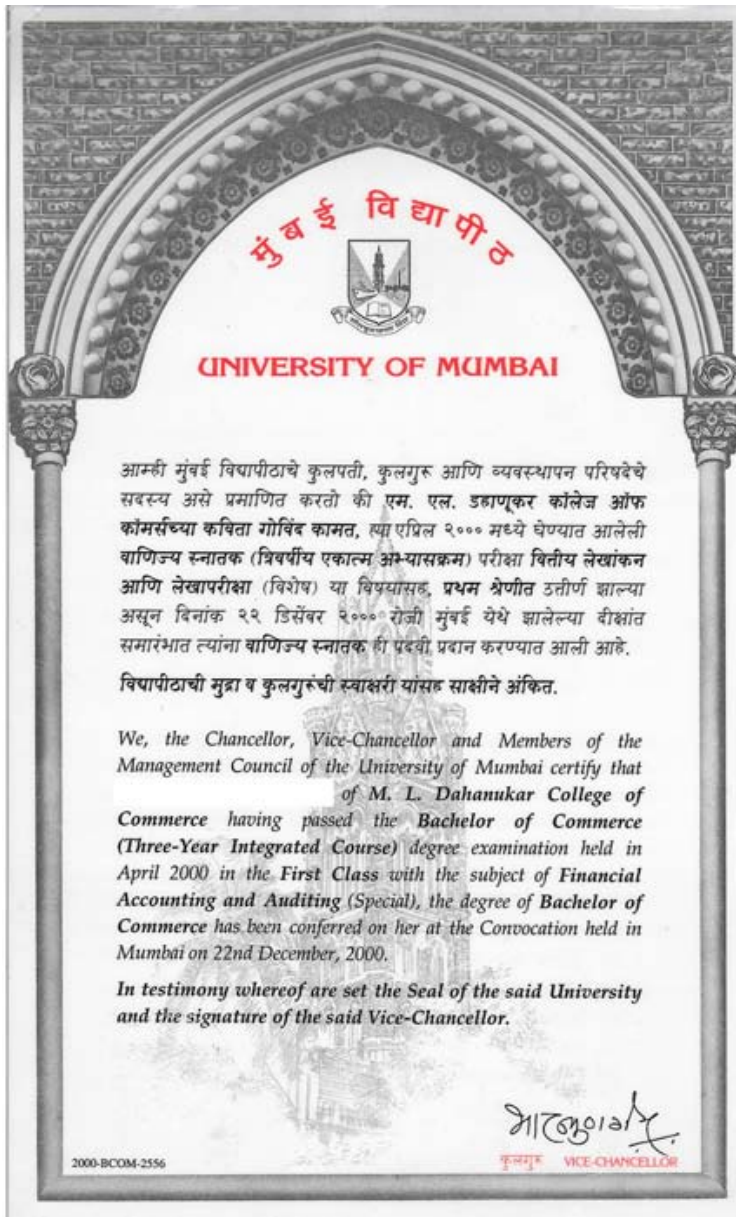 मुंबई विद्यापीठ
UNIVERSITY OF MUMBAI
आम्ही मुंबई विद्यापीठाचे कुलपती, कुलगुरू आणि व्यवस्थापन परिषदेचे
सदस्य असे प्रमाणित करतो की एम. एल. डहाणूकर कॉलेज ऑफ
कॉमर्सच्या कविता गोविंद कामत, ह्या एप्रिल २००० मध्ये घेण्यात आलेली
वाणिज्य स्नातक (त्रिवर्षीय एकात्म अभ्यासक्रम) परीक्षा वित्तीय लेखांकन
आणि लेखापरीक्षा (विशेष) या विषयासह, प्रथम श्रेणीत उत्तीर्ण झाल्या
असून दिनांक २२ डिसेंबर २००० रोजी मुंबई येथे झालेल्या दीक्षांत
समारंभात त्यांना वाणिज्य स्नातक ही पदवी प्रदान करण्यात आली आहे.
विद्यापीठाची मुद्रा व कुलगुरूंची स्वाक्षरी यांसह साक्षीने अंकित.
We, the Chancellor, Vice-Chancellor and Members of the
Management Council of the University of Mumbai certify that
of M. L. Dahanukar College of
Commerce having passed the Bachelor of Commerce
(Three-Year Integrated Course) degree examination held in
April 2000 in the First Class with the subject of Financial
Accounting and Auditing (Special), the degree of Bachelor of
Commerce has been conferred on her at the Convocation held in
Mumbai on 22nd December, 2000.
In testimony whereof are set the Seal of the said University
and the signature of the said Vice-Chancellor.
2000-BCOM-2556
कुलगुरू VICE-CHANCELLOR